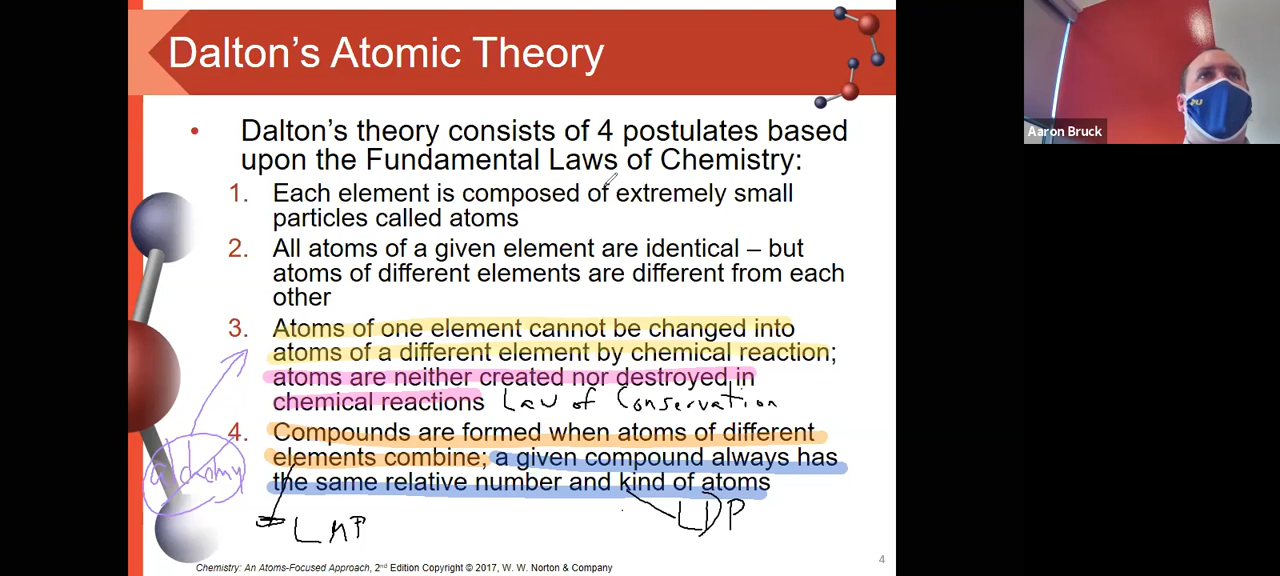 Dalton's Atomic Theory
Aaron Bruck
• Dalton's theory consists of 4 postulates based
upon the Fundamental Laws of Chemistry:
1. Each element is composed of extremely small
particles called atoms
2. All atoms of a given element are identical – but
atoms of different elements are different from each
other
3. Atoms of one element cannot be changed into
atoms of a different element by chemical reaction;
atoms are neither created nor destroyed in
chemical reactions Law of Conservation
4. Compounds are formed when atoms of different
elements combine; a given compound always has
the same relative number and kind of atoms
alchemy
LMP
LDP
4
Chemistry: An Atoms-Focused Approach, 2nd Edition Copyright © 2017, W. W. Norton & Company